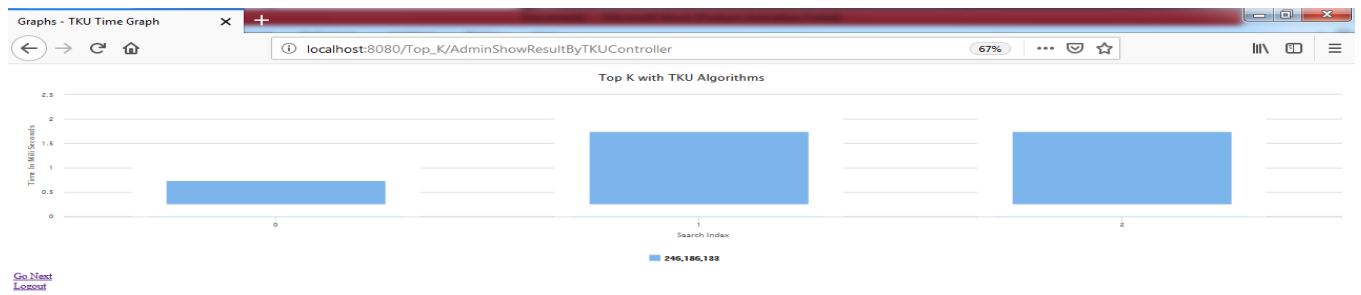 Graphs - TKU Time Graph
localhost:8080/Top_K/AdminShowResultByTKUController
67%
Top K with TKU Algorithms
2.5
2
1.5
1
0.5
0
Time In Mili Seconds
0
1
2
Search Index
246,186,133
Go Next
Logout